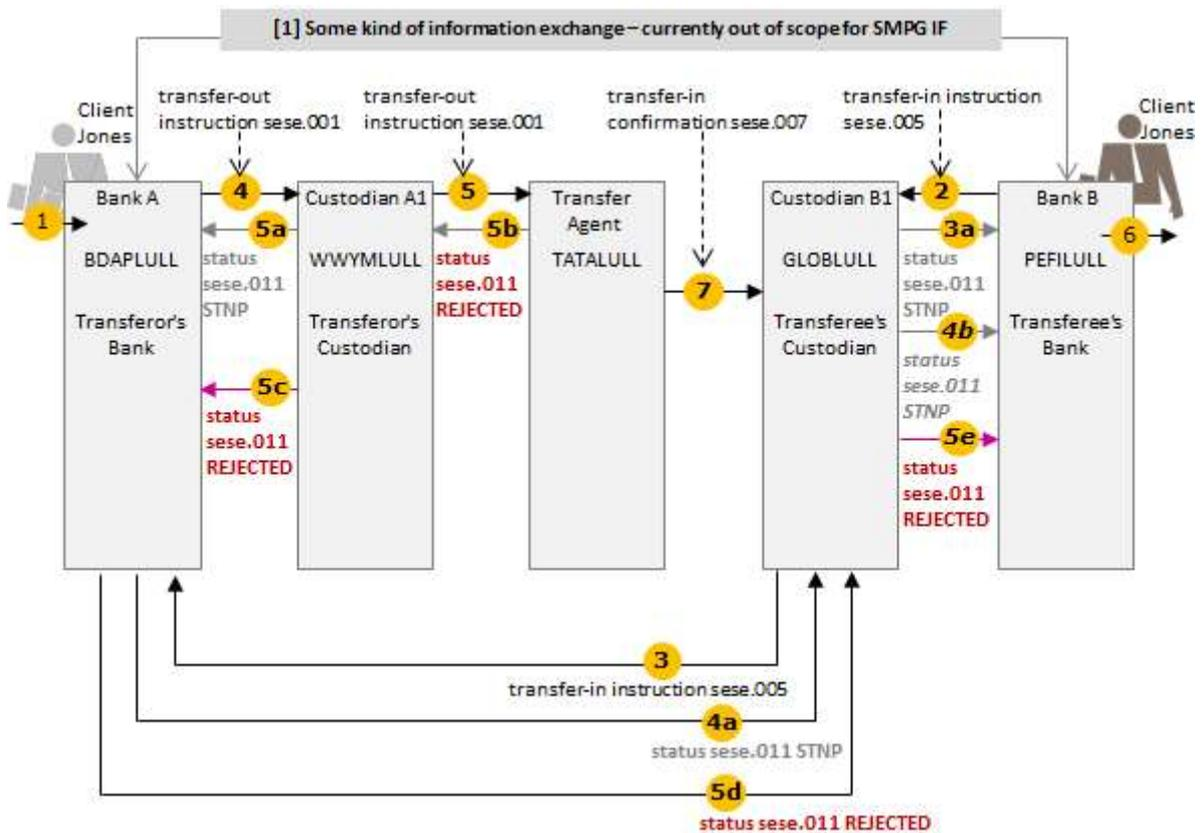 [1] Some kind of information exchange – currently out of scope for SMPG IF
Client
Jones
transfer-out
instruction sese.001
transfer-out
instruction sese.001
transfer-in
confirmation sese.007
transfer-in instruction
sese.005
Client
Jones
1
Bank A
BDAPLULL
Transferor's
Bank
4
5a
status
sese.011
STNP
5c
status
sese.011
REJECTED
Custodian A1
WWYMLULL
Transferor's
Custodian
5
5b
status
sese.011
REJECTED
Transfer
Agent
TATALULL
7
Custodian B1
GLOBLULL
Transferee's
Custodian
2
3a
status
sese.011
STNP
4b
status
sese.011
STNP
5e
status
sese.011
REJECTED
Bank B
PEFILULL
Transferee's
Bank
6
3
transfer-in instruction sese.005
4a
status sese.011 STNP
5d
status sese.011 REJECTED